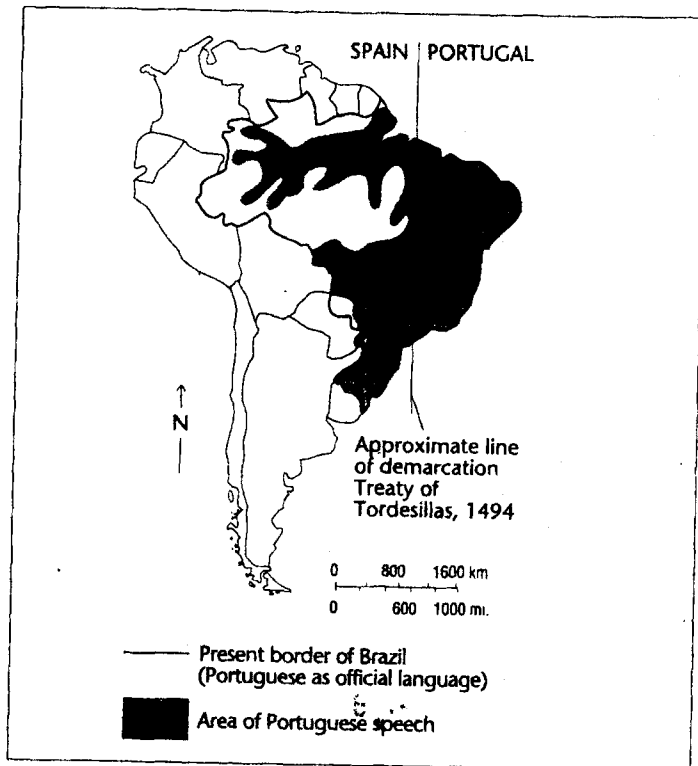 SPAIN PORTUGAL
N
Approximate line
of demarcation
Treaty of
Tordesillas, 1494
0 800 1600 km
0 600 1000 mi.
Present border of Brazil
(Portuguese as official language)
Area of Portuguese speech